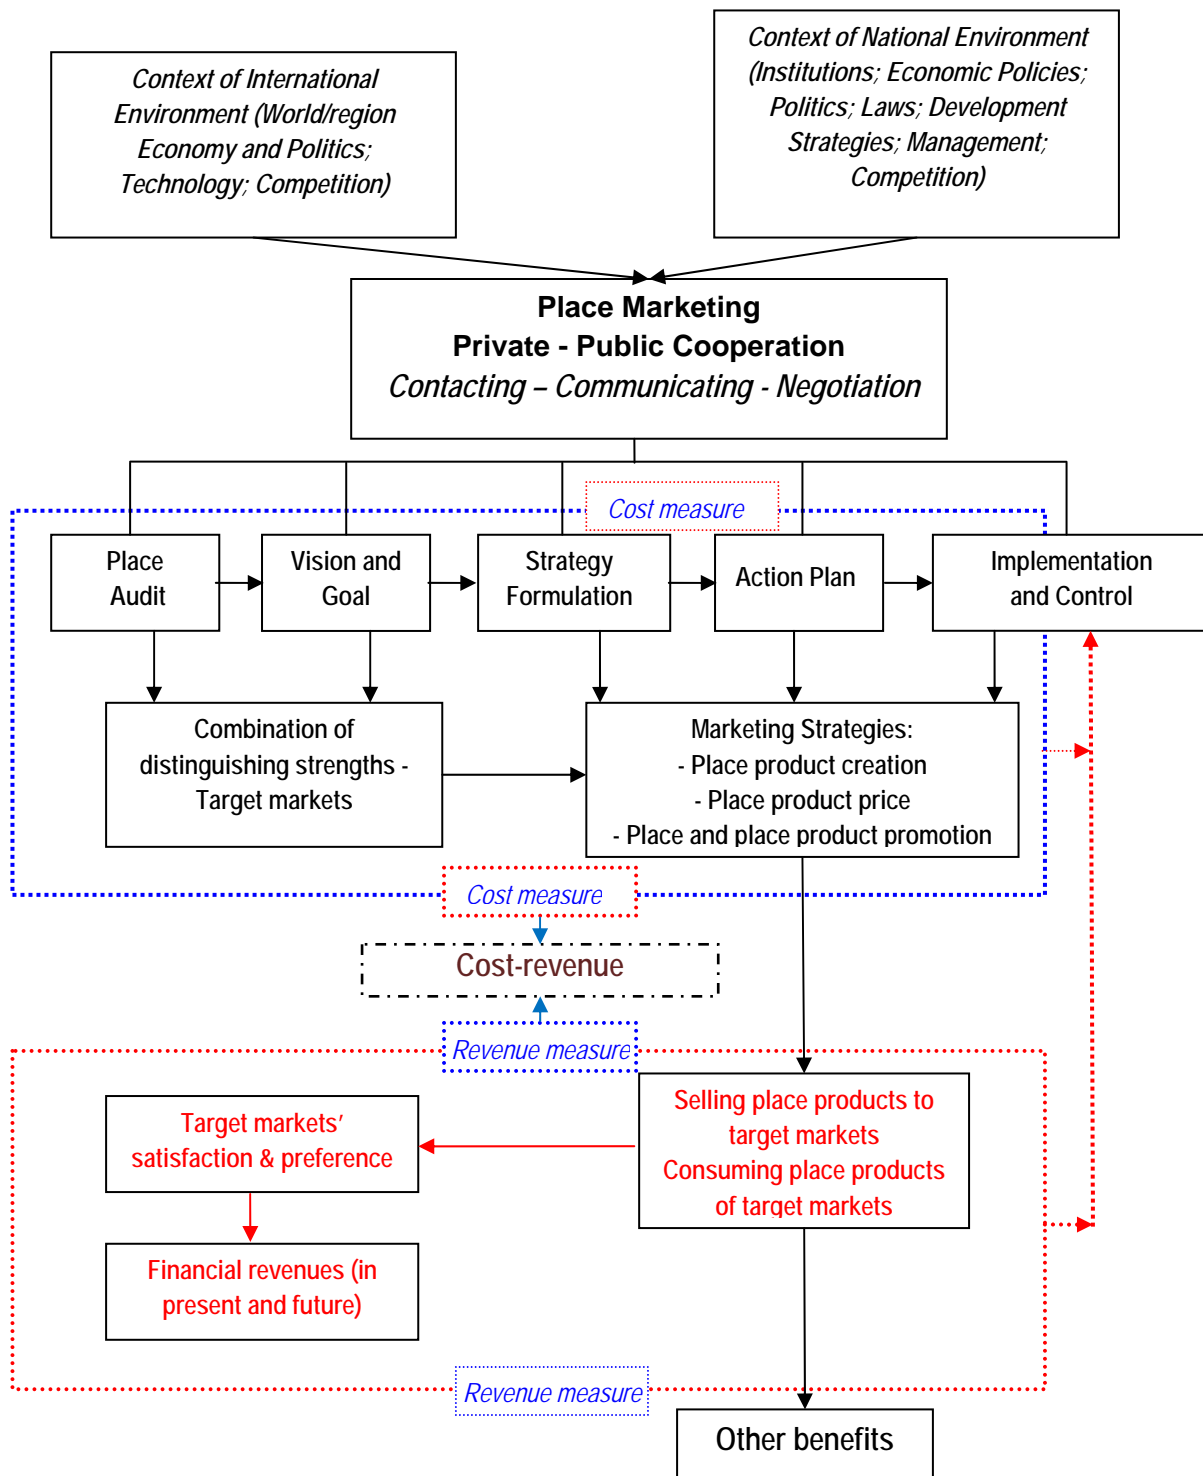 Context of International
Environment (World/region
Economy and Politics;
Technology; Competition)
Context of National Environment
(Institutions; Economic Policies;
Politics; Laws; Development
Strategies; Management;
Competition)
Place Marketing
Private - Public Cooperation
Contacting – Communicating - Negotiation
Cost measure
Place
Audit
Vision and
Goal
Strategy
Formulation
Action Plan
Implementation
and Control
Combination of
distinguishing strengths -
Target markets
Marketing Strategies:
- Place product creation
- Place product price
- Place and place product promotion
Cost measure
Cost-revenue
Revenue measure
Target markets'
satisfaction & preference
Selling place products to
target markets
Consuming place products
of target markets
Financial revenues (in
present and future)
Revenue measure
Other benefits